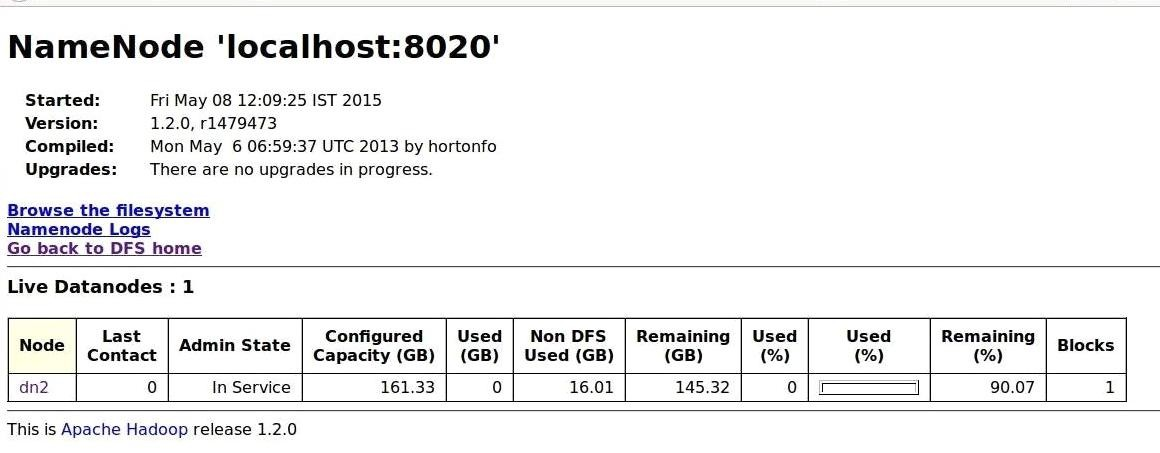 NameNode 'localhost:8020'
Started: Fri May 08 12:09:25 IST 2015
Version: 1.2.0, r1479473
Compiled: Mon May  6 06:59:37 UTC 2013 by hortonfo
Upgrades: There are no upgrades in progress.
Browse the filesystem
Namenode Logs
Go back to DFS home
Live Datanodes : 1
Node Last Contact Admin State Configured Capacity (GB) Used (GB) Non DFS Used (GB) Remaining (GB) Used (%) Used (%) Remaining (%) Blocks
dn2 0 In Service 161.33 0 16.01 145.32 0 90.07 1
This is Apache Hadoop release 1.2.0